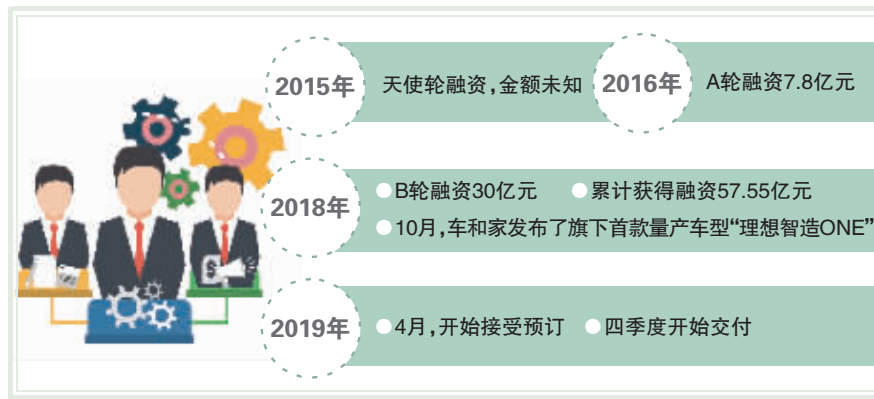 2015年
天使轮融资,金额未知
2016年
A轮融资7.8亿元
2018年
B轮融资30亿元
累计获得融资57.55亿元
10月,车和家发布了旗下首款量产车型“理想智造ONE”
2019年
4月,开始接受预订
四季度开始交付
$